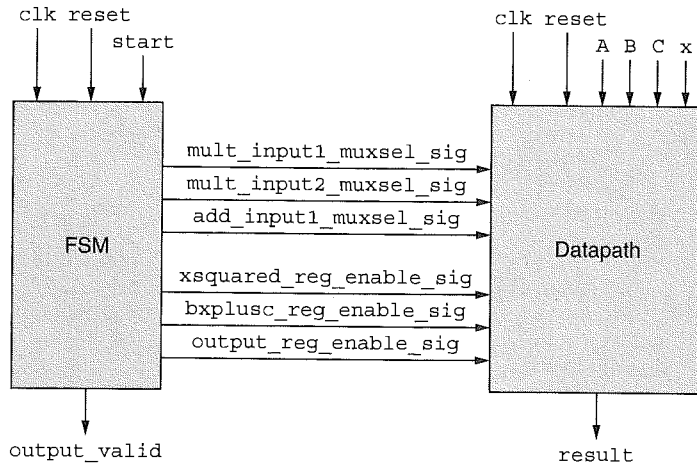 clk reset
start
clk reset
A B C x
mult_input1_muxsel_sig
mult_input2_muxsel_sig
add_input1_muxsel_sig
FSM
Datapath
xsquared_reg_enable_sig
bxplusc_reg_enable_sig
output_reg_enable_sig
output_valid
result